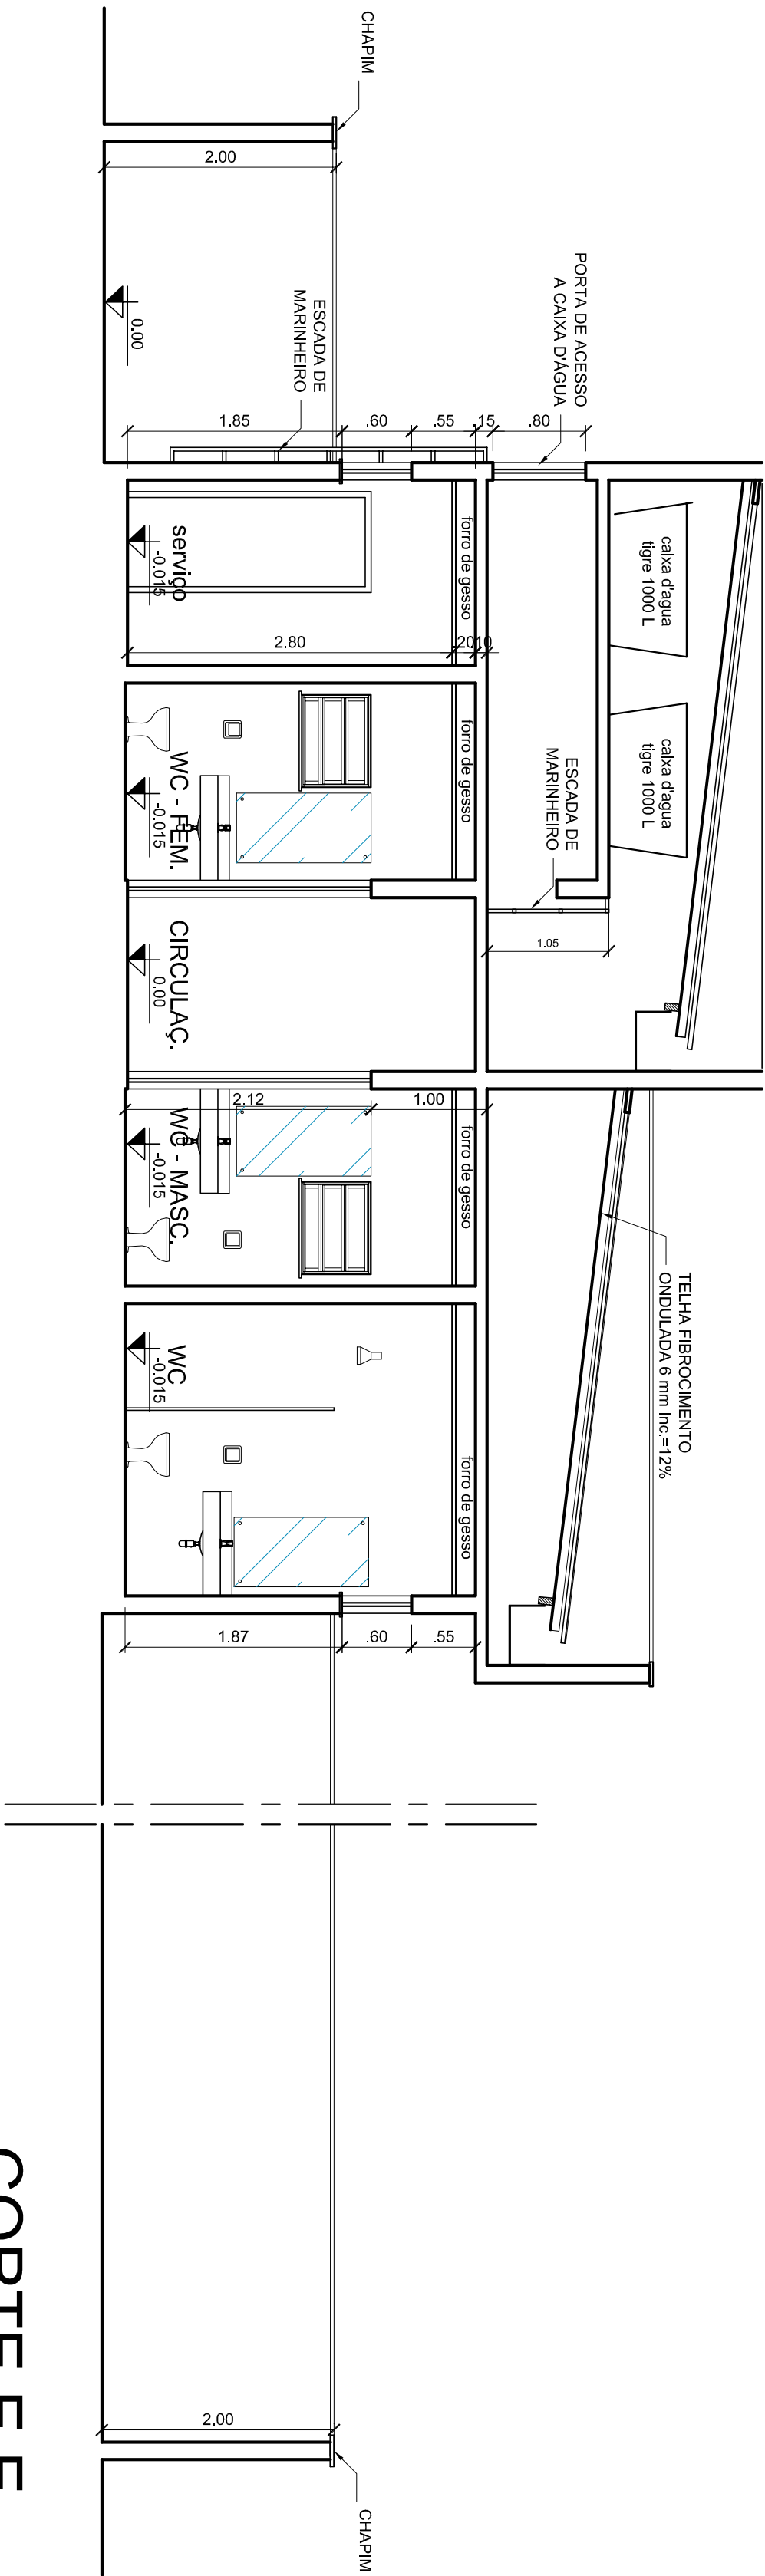 CHAPIM
2.00
0.00
ESCADA DE
MARINHEIRO
PORTA DE ACESSO
A CAIXA D'ÁGUA
1.85
.60
.55
.15
.80
caixa d'agua
tigre 1000 L
forro de gesso
serviço
-0.015
2.80
.20
10
caixa d'agua
tigre 1000 L
forro de gesso
WC - FEM.
-0.015
ESCADA DE
MARINHEIRO
1.05
CIRCULAÇ.
0.00
2.12
1.00
forro de gesso
WC - MASC.
-0.015
TELHA FIBROCIMENTO
ONDULADA 6 mm Inc.=12%
WC
-0.015
forro de gesso
1.87
.60
.55
2.00
CHAPIM